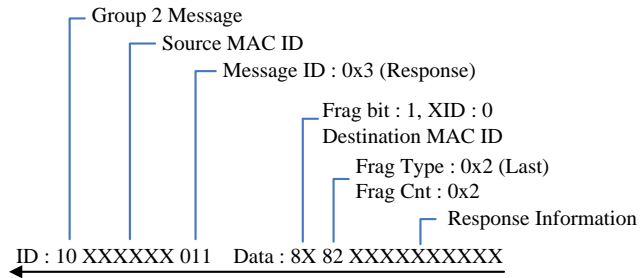 Group 2 Message
Source MAC ID
Message ID : 0x3 (Response)
Frag bit : 1, XID : 0
Destination MAC ID
Frag Type : 0x2 (Last)
Frag Cnt : 0x2
Response Information
ID : 10 XXXXXX 011 Data : 8X 82 XXXXXXXXXX